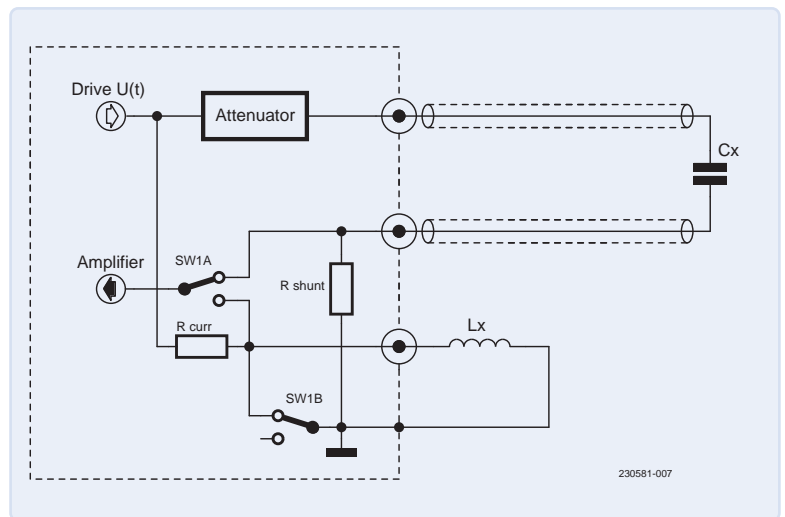 Drive U(t)
Attenuator
Cx
Amplifier
SW1A
R shunt
R curr
Lx
SW1B
230581-007